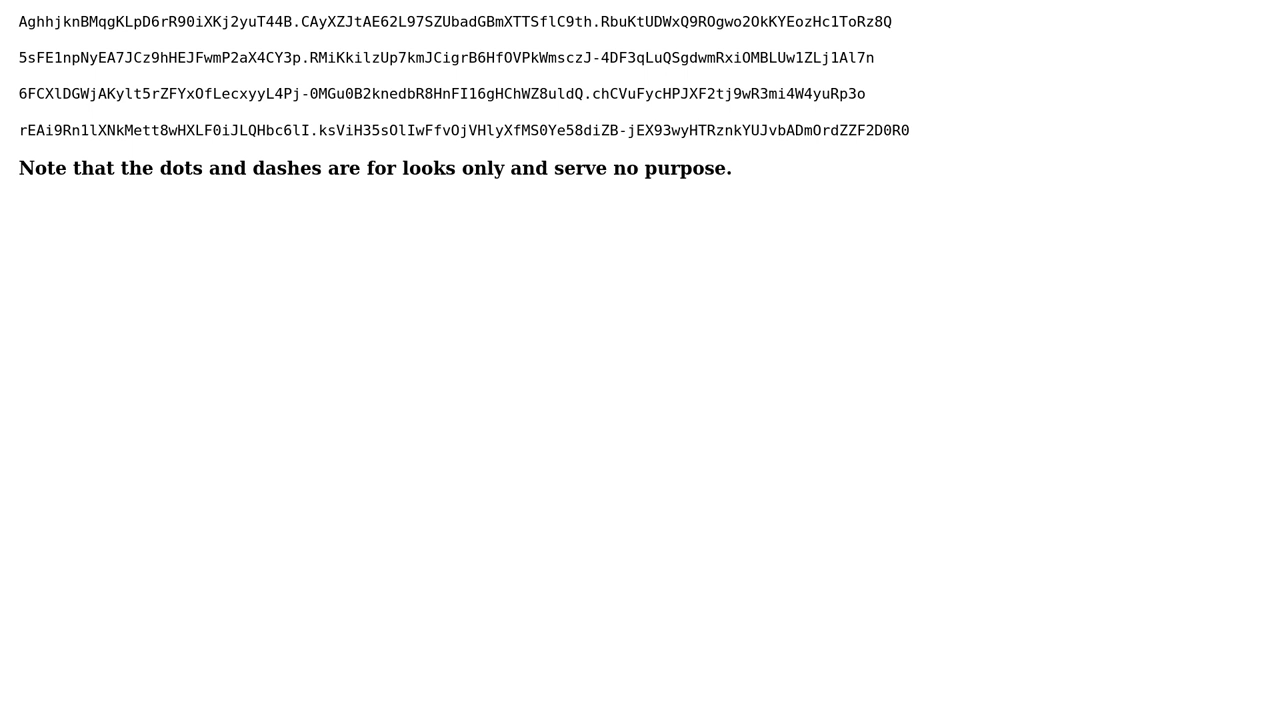 AghhjknBMqgKLpD6rR90iXKj2yuT44B.CAyXZJtAE62L97SZUbadGBmXTTSflC9th.RbuKtUDWxQ9ROgwo2OkKYEozHc1ToRz8Q
5sFE1npNyEA7JCz9hHEJFwmP2aX4CY3p.RMiKkilzUp7kmJCigrB6HfOVPkWmsczJ-4DF3qLuQSgdwmRxiOMBLUw1ZLj1Al7n
6FCXlDGWjAKylt5rZFYxOfLecxyyL4Pj-0MGu0B2knedbR8HnFI16gHChWZ8uldQ.chCVuFycHPJXF2tj9wR3mi4W4yuRp3o
rEAi9Rn1lXNkMett8wHXLF0iJLQHbc6lI.ksViH35sOlIwFfvOjVHlyXfMS0Ye58diZB-jEX93wyHTRznkYUJvbADmOrdZZF2D0R0
Note that the dots and dashes are for looks only and serve no purpose.